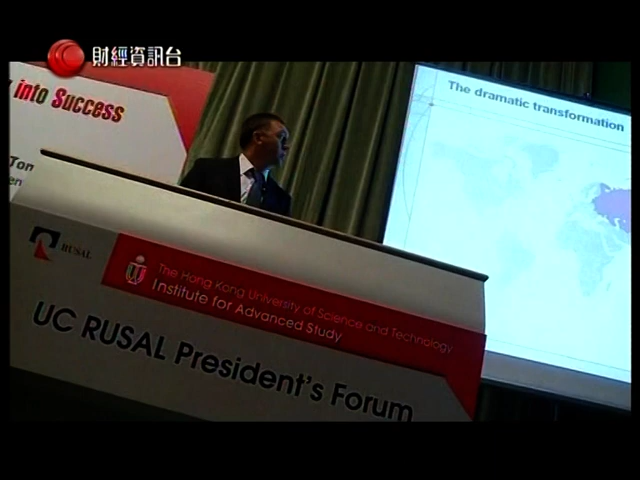 財經資訊台
into Success
Tom
The dramatic transformation
RUSAL
The Hong Kong University of Science and Technology
Institute for Advanced Study
UC RUSAL President's Forum